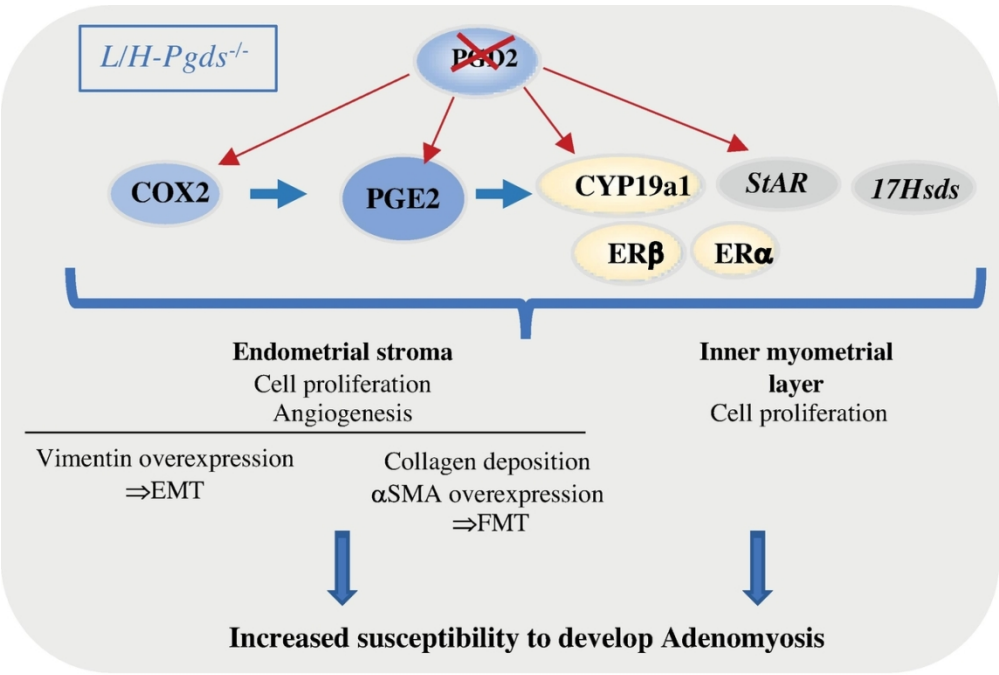 L/H-Pgds-/-
PGD2
COX2
PGE2
CYP19a1
StAR
17Hsds
ERβ
ERα
Endometrial stroma
Cell proliferation
Angiogenesis
Inner myometrial
layer
Cell proliferation
Vimentin overexpression
⇒EMT
Collagen deposition
αSMA overexpression
⇒FMT
Increased susceptibility to develop Adenomyosis